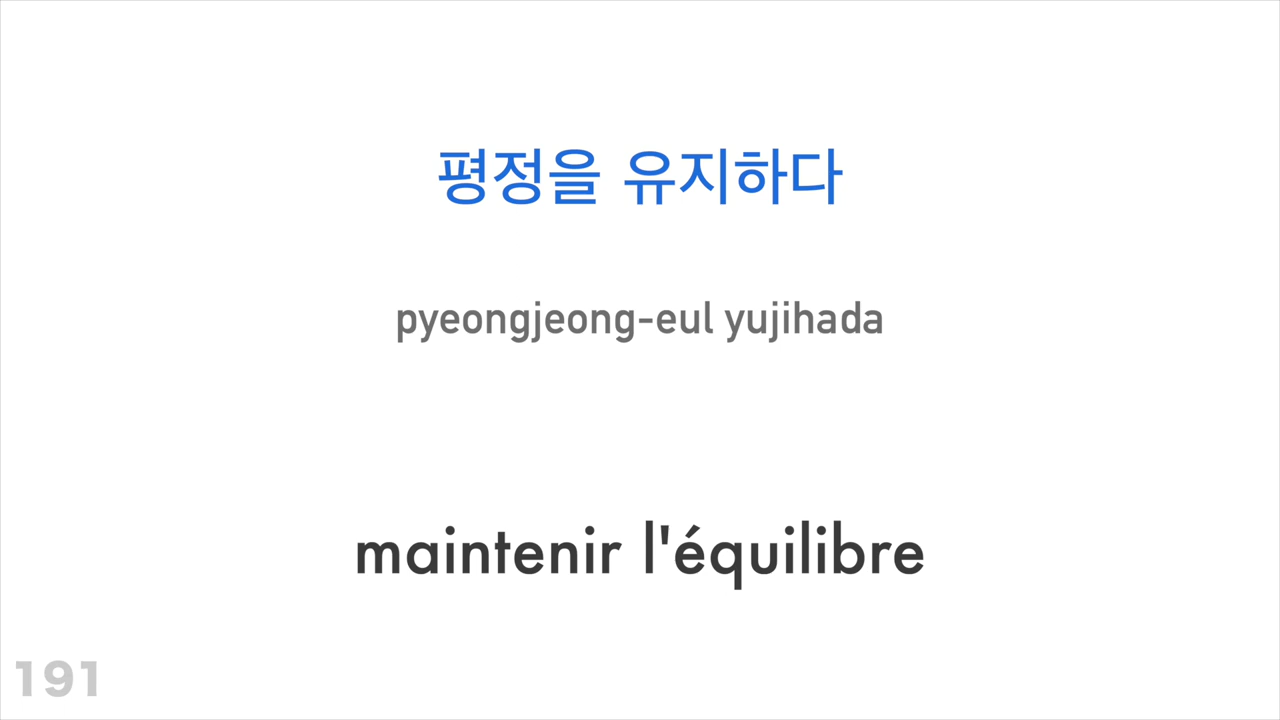 평정을 유지하다
pyeongjeong-eul yujihada
maintenir l'équilibre
191